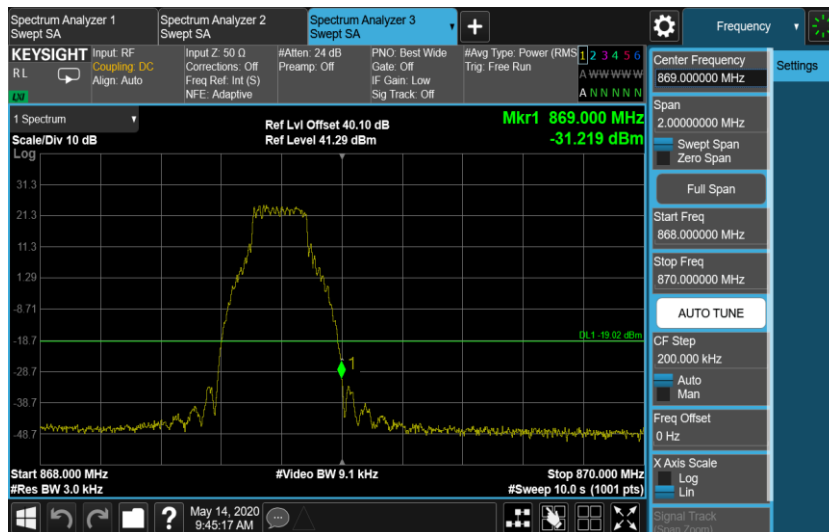 Spectrum Analyzer 1
Swept SA
Spectrum Analyzer 2
Swept SA
Spectrum Analyzer 3
Swept SA
Frequency
KEYSIGHT
R L
LXI
Input: RF
Coupling: DC
Align: Auto
Input Z: 50 Ω
Corrections: Off
Freq Ref: Int (S)
NFE: Adaptive
#Atten: 24 dB
Preamp: Off
PNO: Best Wide
Gate: Off
IF Gain: Low
Sig Track: Off
#Avg Type: Power (RMS
Trig: Free Run
1 2 3 4 5 6
A W W W W W
A N N N N N
1 Spectrum
Scale/Div 10 dB
Log
Ref Lvl Offset 40.10 dB
Ref Level 41.29 dBm
Mkr1 869.000 MHz
-31.219 dBm
31.3
21.3
11.3
1.29
-8.71
-18.7
-28.7
-38.7
-48.7
DL1 -19.02 dBm
1
Start 868.000 MHz
#Res BW 3.0 kHz
#Video BW 9.1 kHz
Stop 870.000 MHz
#Sweep 10.0 s (1001 pts)
May 14, 2020
9:45:17 AM
?
Center Frequency
869.000000 MHz
Settings
Span
2.00000000 MHz
Swept Span
Zero Span
Full Span
Start Freq
868.000000 MHz
Stop Freq
870.000000 MHz
AUTO TUNE
CF Step
200.000 kHz
Auto
Man
Freq Offset
0 Hz
X Axis Scale
Log
Lin
Signal Track
(Span Zoom)